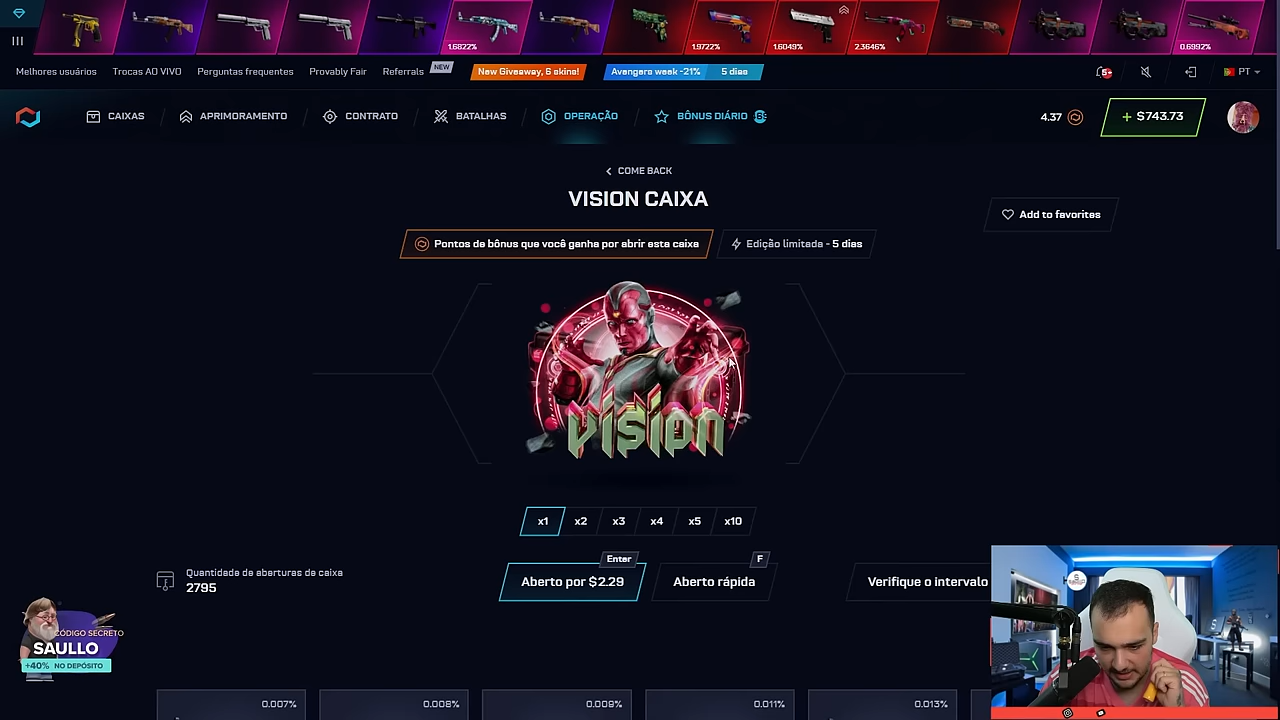 1.6822%
1.9722%
1.6049%
2.3646%
0.6992%
Melhores usuários
Trocas AO VIVO
Perguntas frequentes
Provably Fair
Referrals
NEW
New Giveaway, 6 skins!
Avengers week -21%
5 dias
5+
PT
CAIXAS
APRIMORAMENTO
CONTRATO
BATALHAS
OPERAÇÃO
BÔNUS DIÁRIO
4.37
+ $743.73
COME BACK
VISION CAIXA
Add to favorites
Pontos de bônus que você ganha por abrir esta caixa
Edição limitada - 5 dias
vision
x1
x2
x3
x4
x5
x10
Enter
F
Quantidade de aberturas de caixa
2795
Aberto por $2.29
Aberto rápida
Verifique o intervalo
CÓDIGO SECRETO
SAULLO
+40% NO DEPÓSITO
0.007%
0.008%
0.009%
0.011%
0.013%